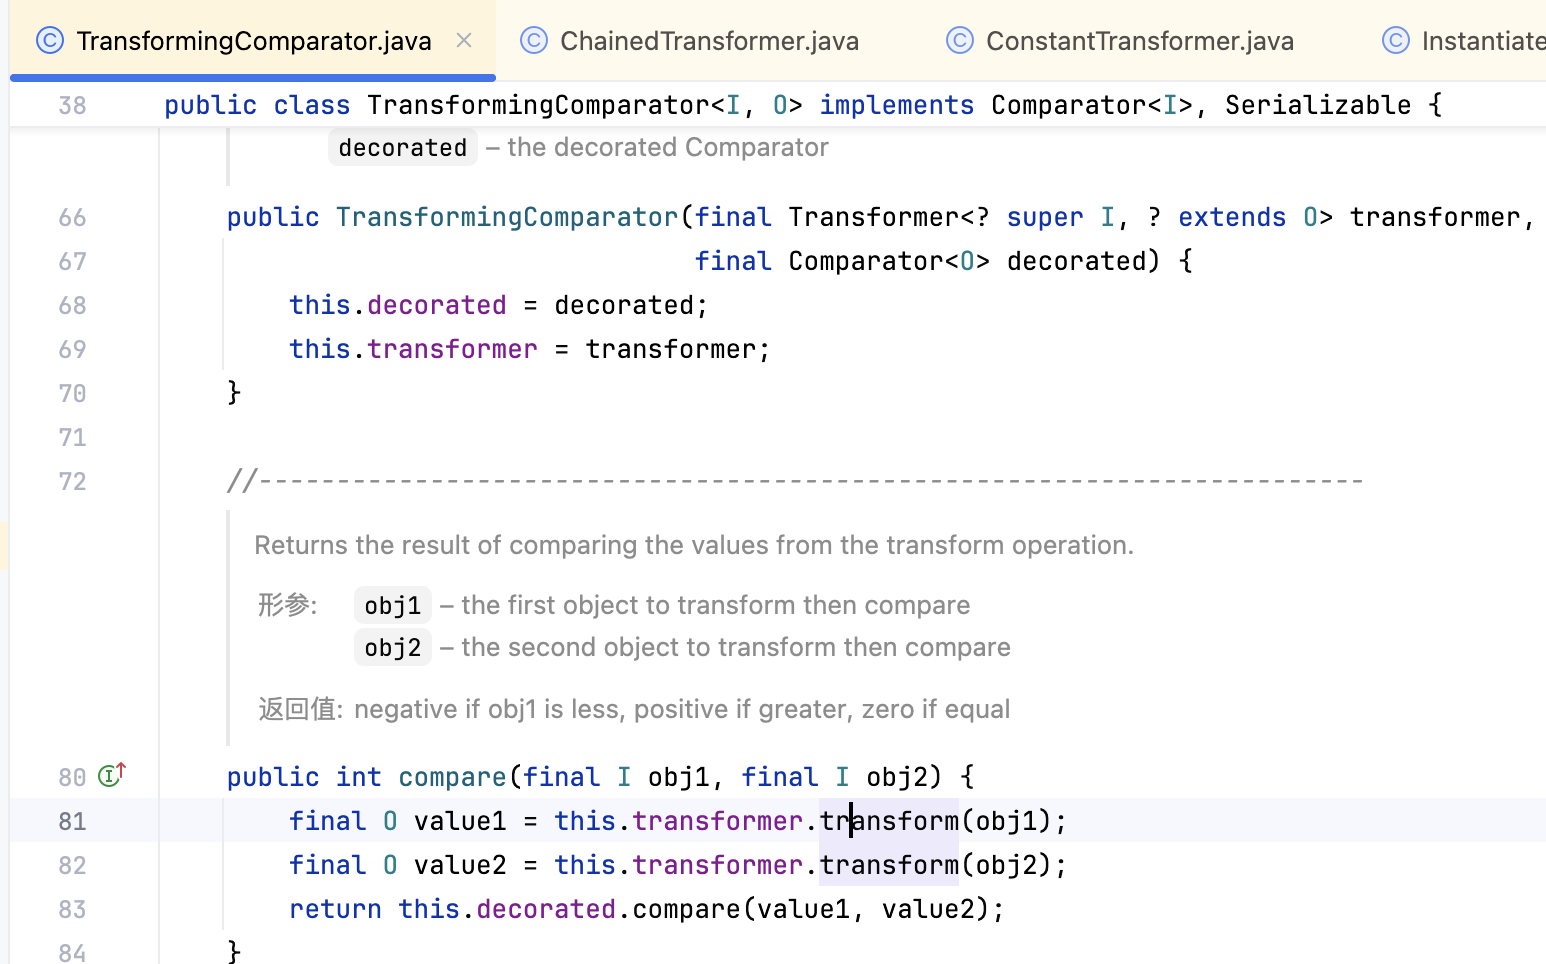 TransformingComparator.java ChainedTransformer.java ConstantTransformer.java Instantiate
38 public class TransformingComparator<I, O> implements Comparator<I>, Serializable {
decorated – the decorated Comparator
66 public TransformingComparator(final Transformer<? super I, ? extends O> transformer,
67 final Comparator<O> decorated) {
68 this.decorated = decorated;
69 this.transformer = transformer;
70 }
71
72 //-----------------------------------------------------------------------
Returns the result of comparing the values from the transform operation.
形参: obj1 – the first object to transform then compare
obj2 – the second object to transform then compare
返回值: negative if obj1 is less, positive if greater, zero if equal
80 public int compare(final I obj1, final I obj2) {
81 final O value1 = this.transformer.transform(obj1);
82 final O value2 = this.transformer.transform(obj2);
83 return this.decorated.compare(value1, value2);
84 }